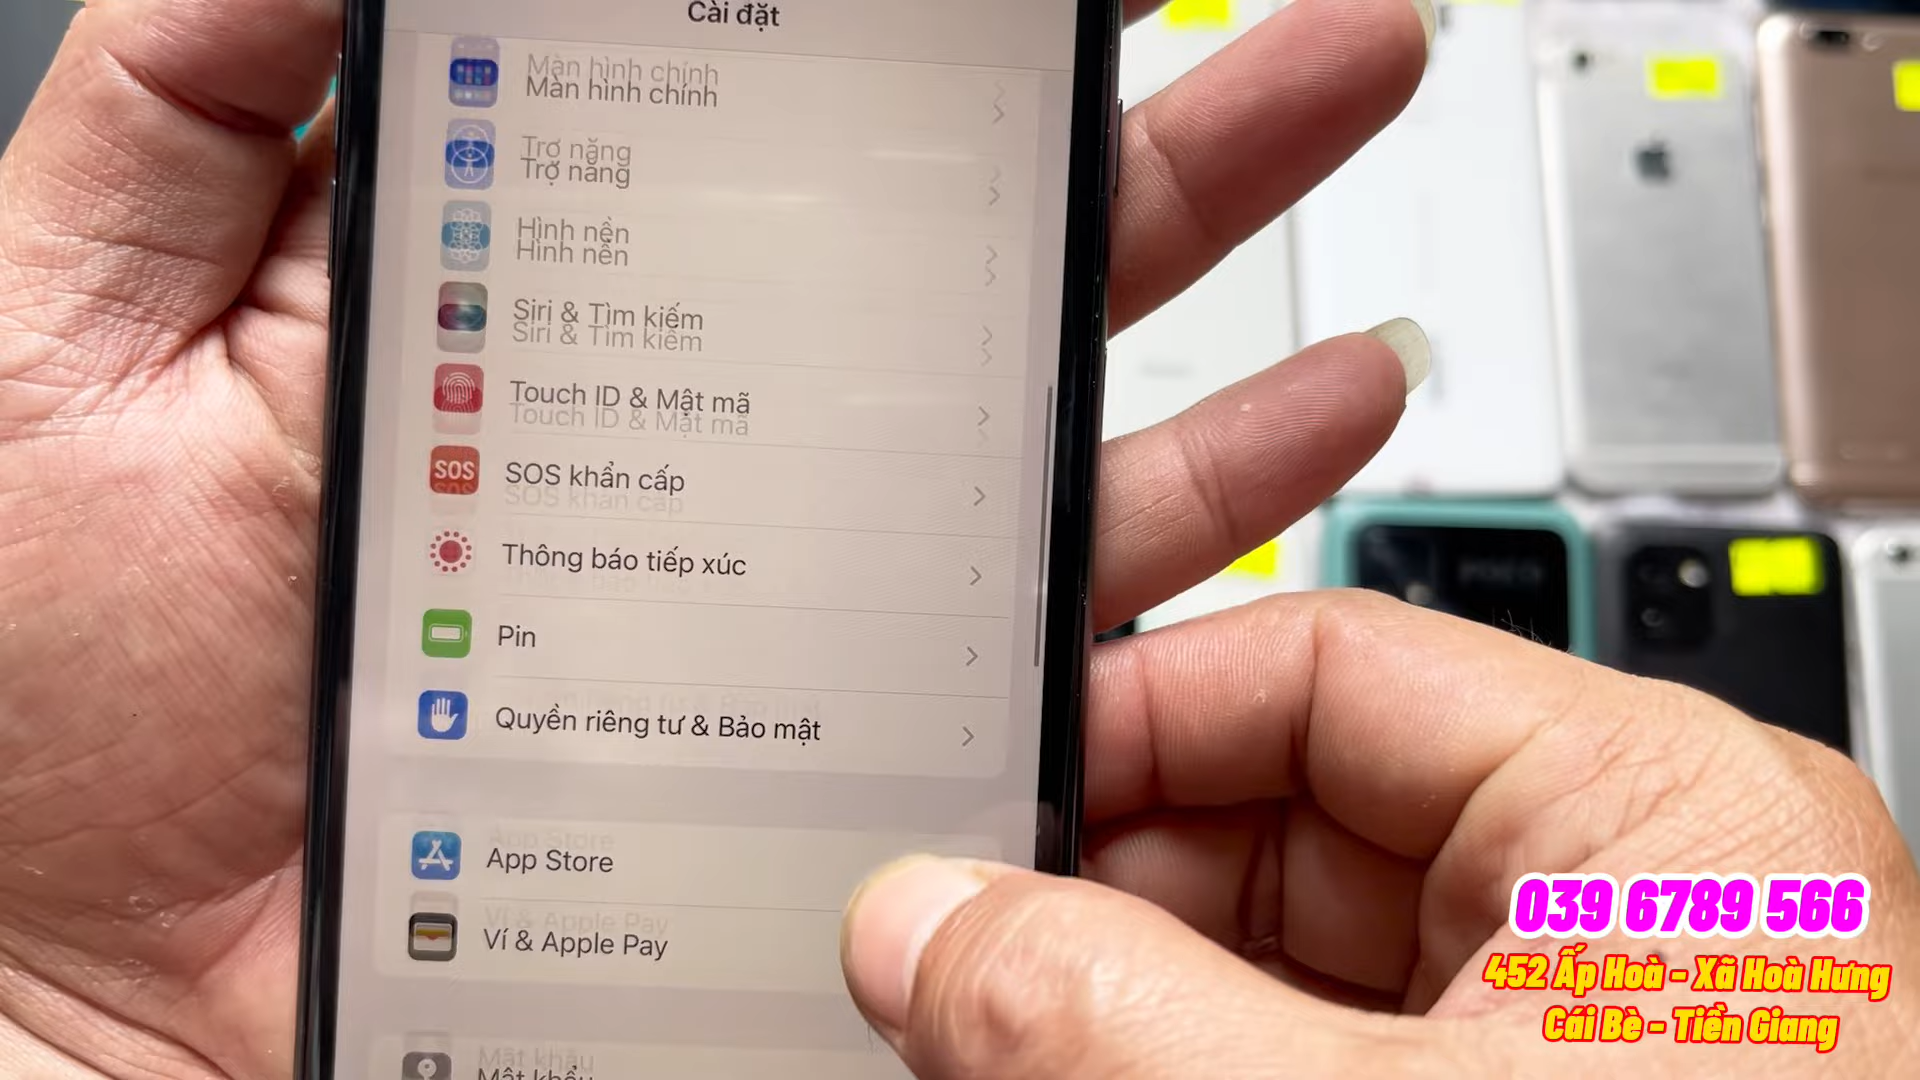 Cài đặt
Màn hình chính
Trợ năng
Hình nền
Siri & Tìm kiếm
Touch ID & Mật mã
SOS
SOS khẩn cấp
Thông báo tiếp xúc
Pin
Quyền riêng tư & Bảo mật
App Store
Ví & Apple Pay
Mật khẩu
039 6789 566
452 Ấp Hoà - Xã Hoà Hưng
Cái Bè - Tiền Giang